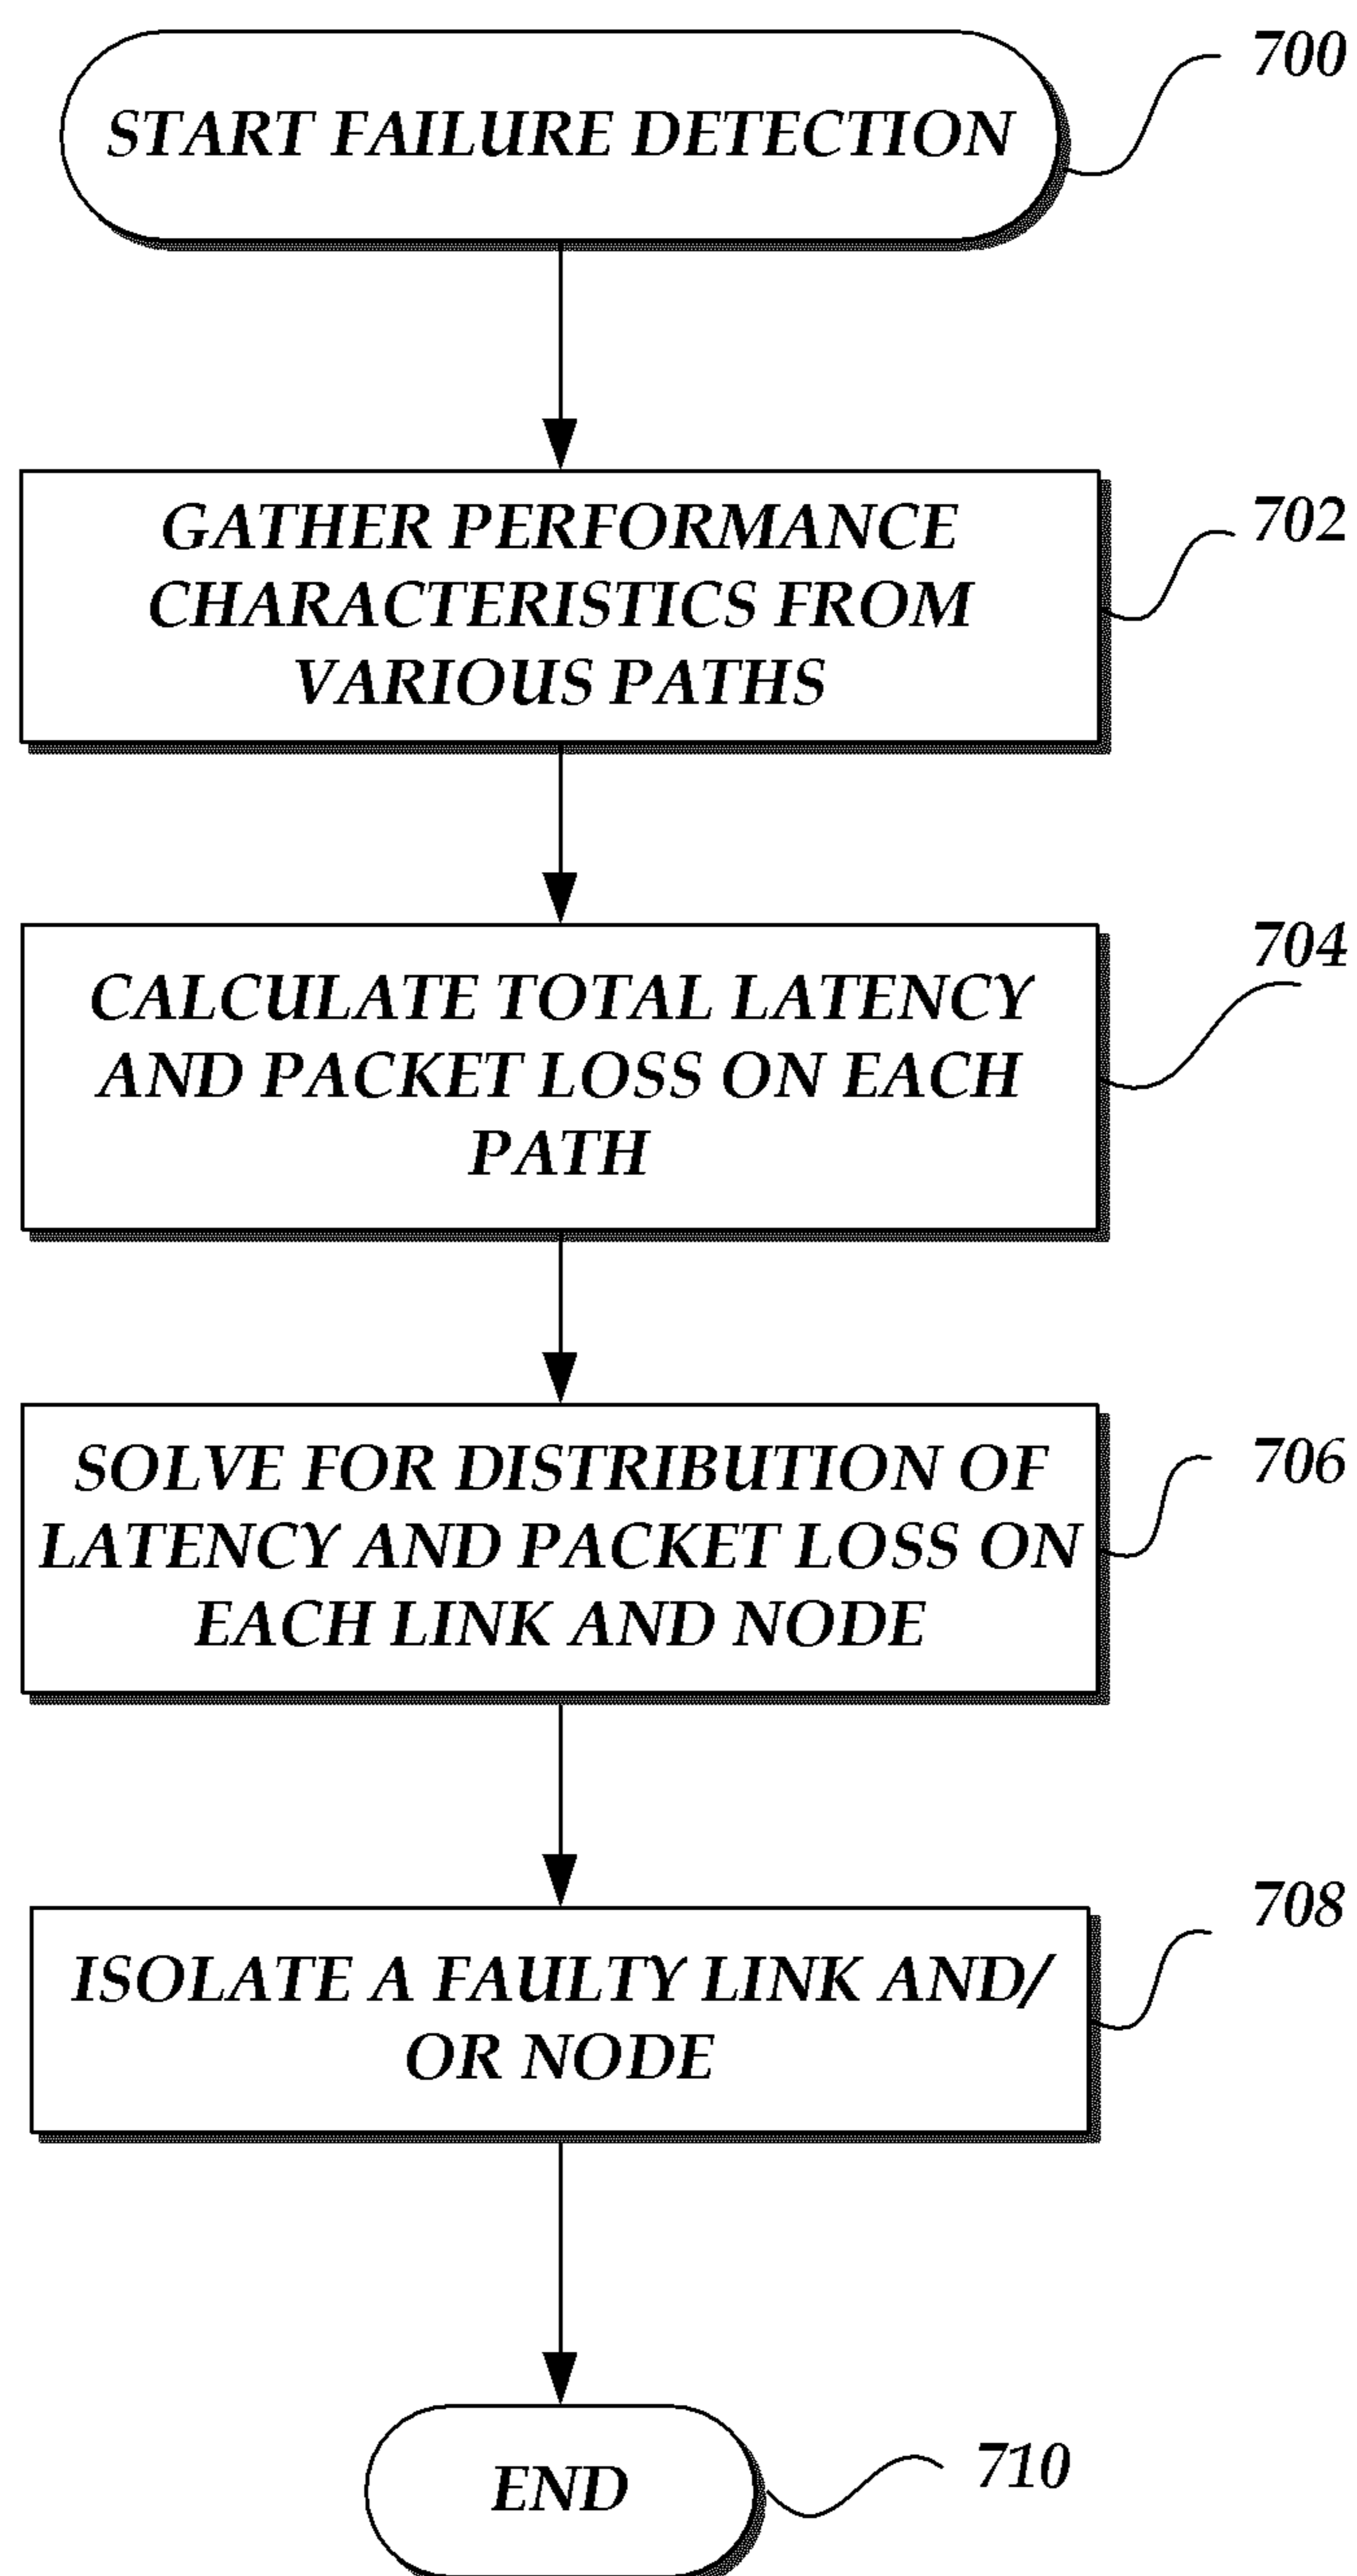 START FAILURE DETECTION
700
GATHER PERFORMANCE
CHARACTERISTICS FROM
VARIOUS PATHS
702
CALCULATE TOTAL LATENCY
AND PACKET LOSS ON EACH
PATH
704
SOLVE FOR DISTRIBUTION OF
LATENCY AND PACKET LOSS ON
EACH LINK AND NODE
706
ISOLATE A FAULTY LINK AND/
OR NODE
708
END
710